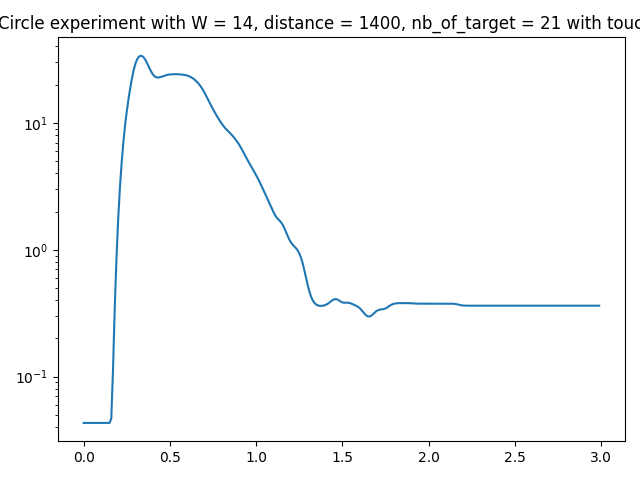 Circle experiment with W = 14, distance = 1400, nb_of_target = 21 with touc
10¹
10⁰
10⁻¹
0.0 0.5 1.0 1.5 2.0 2.5 3.0